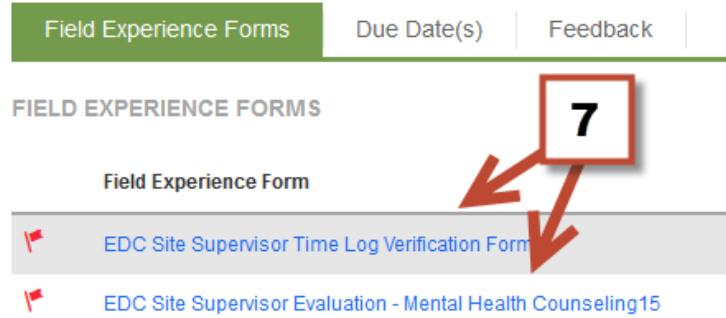 Field Experience Forms Due Date(s) Feedback
FIELD EXPERIENCE FORMS
7
Field Experience Form
EDC Site Supervisor Time Log Verification Form
EDC Site Supervisor Evaluation - Mental Health Counseling15